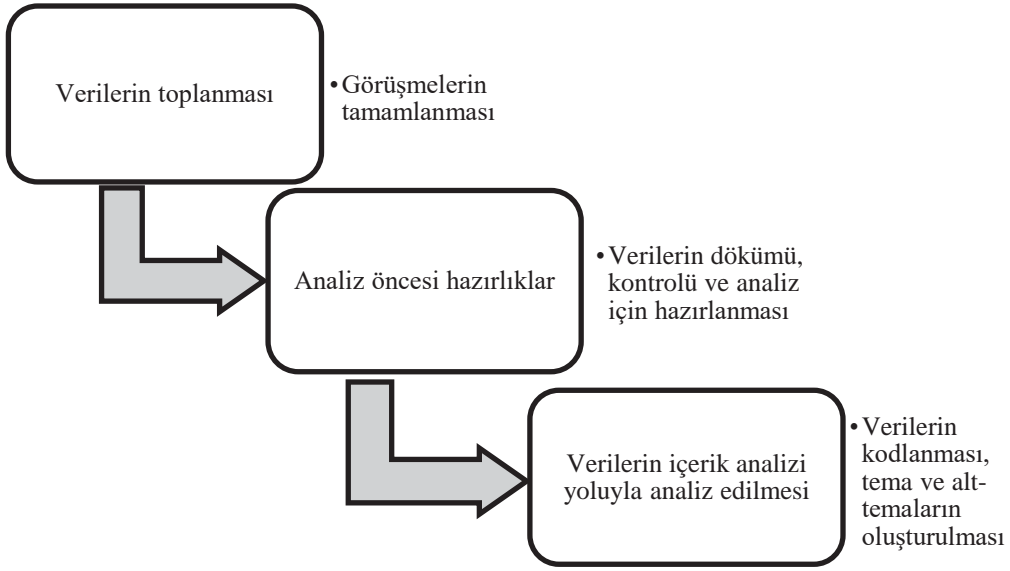 Verilerin toplanması
•Görüşmelerin
tamamlanması
Analiz öncesi hazırlıklar
•Verilerin dökümü,
kontrolü ve analiz
için hazırlanması
Verilerin içerik analizi
yoluyla analiz edilmesi
•Verilerin
kodlanması,
tema ve alt-
temaların
oluşturulması